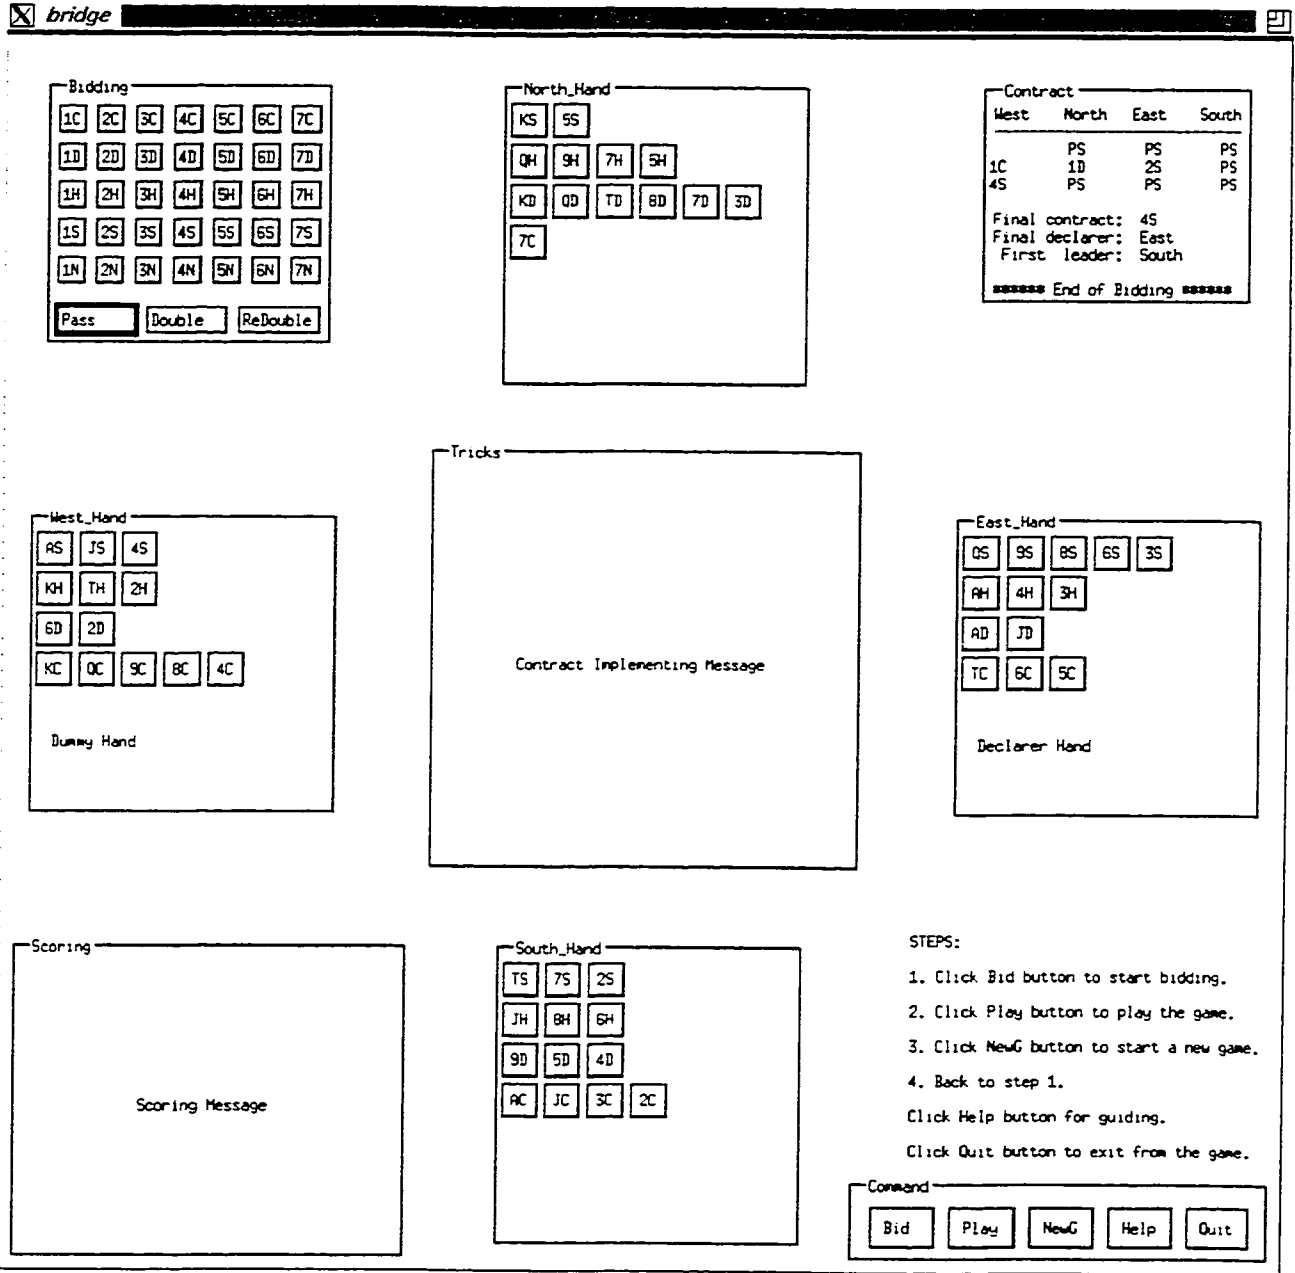 bridge
Bidding
1C 2C 3C 4C 5C 6C 7C
1D 2D 3D 4D 5D 6D 7D
1H 2H 3H 4H 5H 6H 7H
1S 2S 3S 4S 5S 6S 7S
1N 2N 3N 4N 5N 6N 7N
Pass Double ReDouble
North_Hand
KS 5S
QH 9H 7H 5H
KD QD TD 8D 7D 3D
7C
Contract
West North East South
PS PS PS
1C 1D 2S PS
4S PS PS PS
Final contract: 4S
Final declarer: East
First leader: South
****** End of Bidding ******
West_Hand
AS JS 4S
KH TH 2H
6D 2D
KC QC 9C 8C 4C
Dummy Hand
Tricks
Contract Implementing Message
East_Hand
QS 9S 8S 6S 3S
AH 4H 3H
AD JD
TC 6C 5C
Declarer Hand
Scoring
Scoring Message
South_Hand
TS 7S 2S
JH 8H 6H
9D 5D 4D
AC JC 3C 2C
STEPS:
1. Click Bid button to start bidding.
2. Click Play button to play the game.
3. Click NewG button to start a new game.
4. Back to step 1.
Click Help button for guiding.
Click Quit button to exit from the game.
Command
Bid Play NewG Help Quit